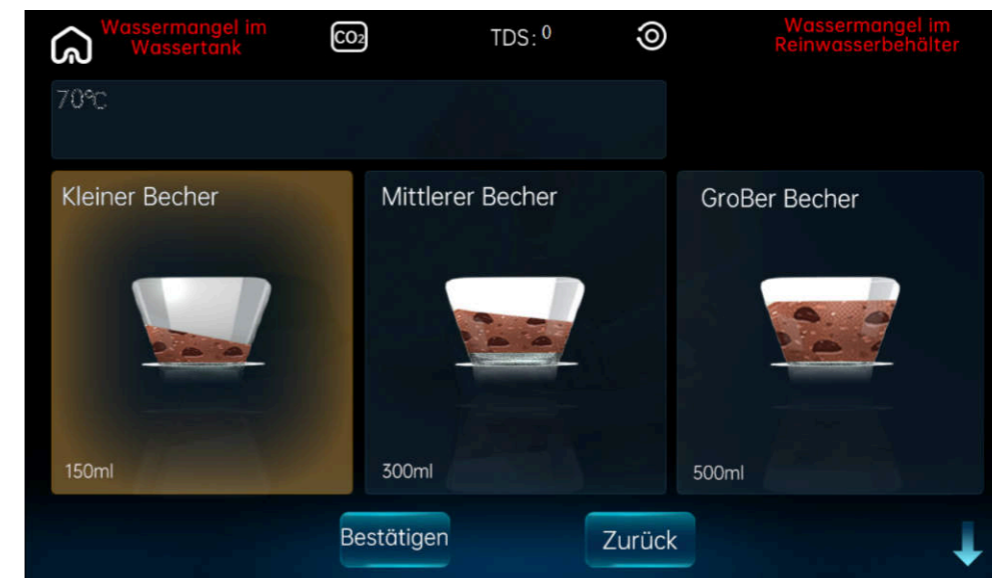 Wassermangel im
Wassertank
CO2
TDS: 0
Wassermangel im
Reinwasserbehälter
70℃
Kleiner Becher
Mittlerer Becher
GroBer Becher
150ml
300ml
500ml
Bestätigen
Zurück